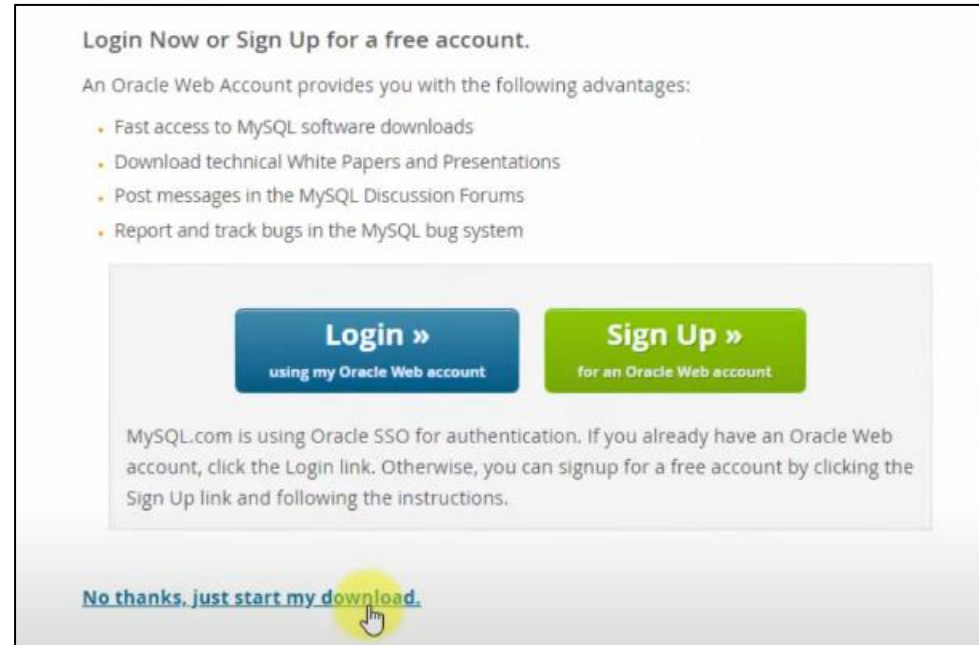 Login Now or Sign Up for a free account.
An Oracle Web Account provides you with the following advantages:
Fast access to MySQL software downloads
Download technical White Papers and Presentations
Post messages in the MySQL Discussion Forums
Report and track bugs in the MySQL bug system
Login »
using my Oracle Web account
Sign Up »
for an Oracle Web account
MySQL.com is using Oracle SSO for authentication. If you already have an Oracle Web
account, click the Login link. Otherwise, you can signup for a free account by clicking the
Sign Up link and following the instructions.
No thanks, just start my download.